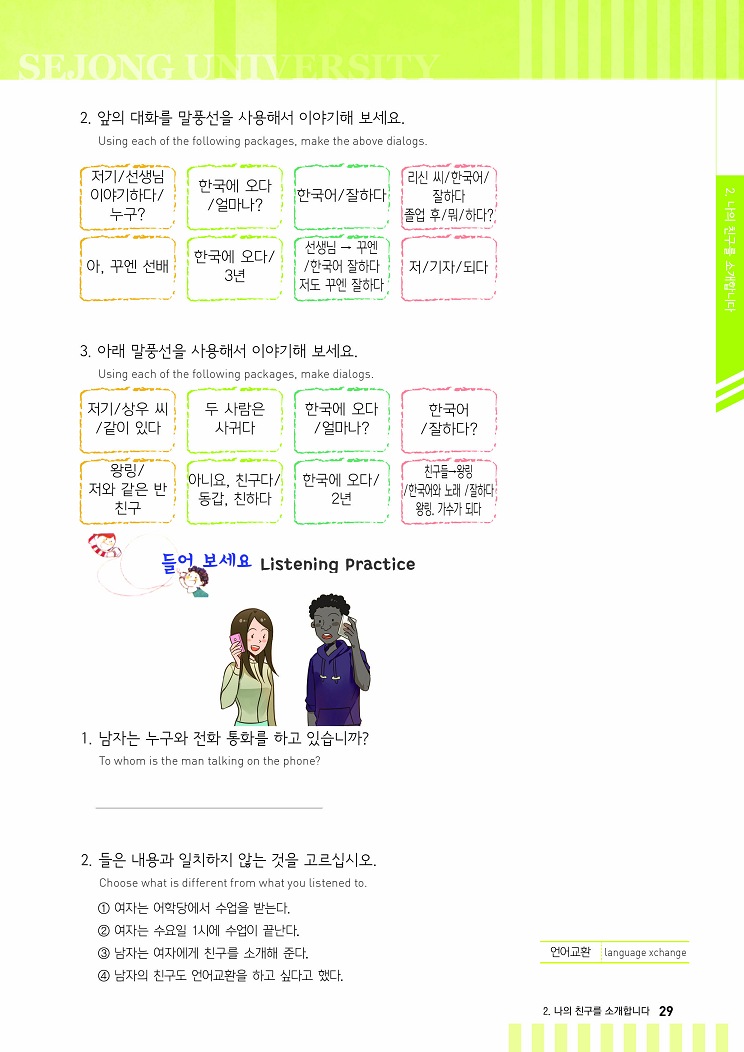 SEJONG UNIVERSITY
2. 앞의 대화를 말풍선을 사용해서 이야기해 보세요.
Using each of the following packages, make the above dialogs.
저기/선생님
이야기하다/
누구?
한국에 오다
/얼마나?
한국어/잘하다
리신 씨/한국어/
잘하다
졸업 후/뭐/하다?
아, 꾸엔 선배
한국에 오다/
3년
선생님 → 꾸엔
/한국어 잘하다
저도 꾸엔 잘하다
저/기자/되다
3. 아래 말풍선을 사용해서 이야기해 보세요.
Using each of the following packages, make dialogs.
저기/상우 씨
/같이 있다
두 사람은
사귀다
한국에 오다
/얼마나?
한국어
/잘하다?
왕링/
저와 같은 반
친구
아니요, 친구다/
동갑, 친하다
한국에 오다/
2년
친구들→왕링
/한국어와 노래 /잘하다
왕링. 가수가 되다
들어 보세요 Listening Practice
1. 남자는 누구와 전화 통화를 하고 있습니까?
To whom is the man talking on the phone?
2. 들은 내용과 일치하지 않는 것을 고르십시오.
Choose what is different from what you listened to.
① 여자는 어학당에서 수업을 받는다.
② 여자는 수요일 1시에 수업이 끝난다.
③ 남자는 여자에게 친구를 소개해 준다.
④ 남자의 친구도 언어교환을 하고 싶다고 했다.
언어교환 language xchange
2. 나의 친구를 소개합니다 29
2. 나의 친구를 소개합니다